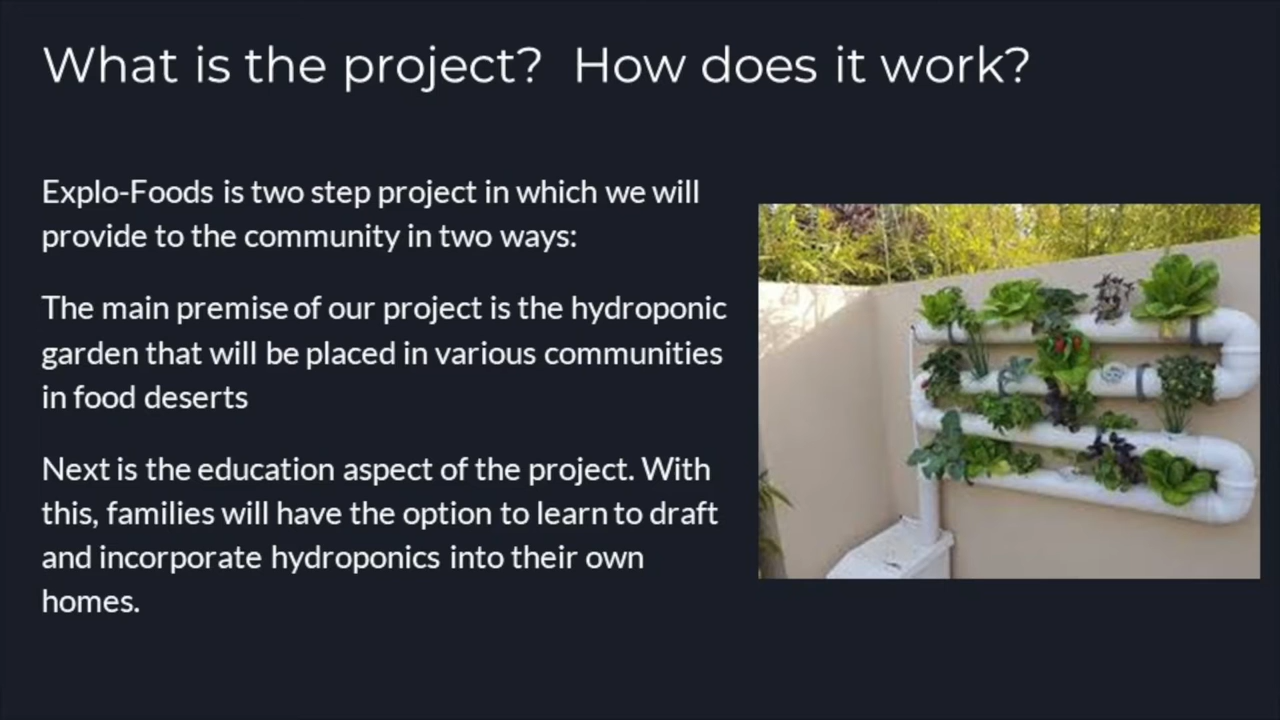 What is the project? How does it work?
Explo-Foods is two step project in which we will
provide to the community in two ways:
The main premise of our project is the hydroponic
garden that will be placed in various communities
in food deserts
Next is the education aspect of the project. With
this, families will have the option to learn to draft
and incorporate hydroponics into their own
homes.